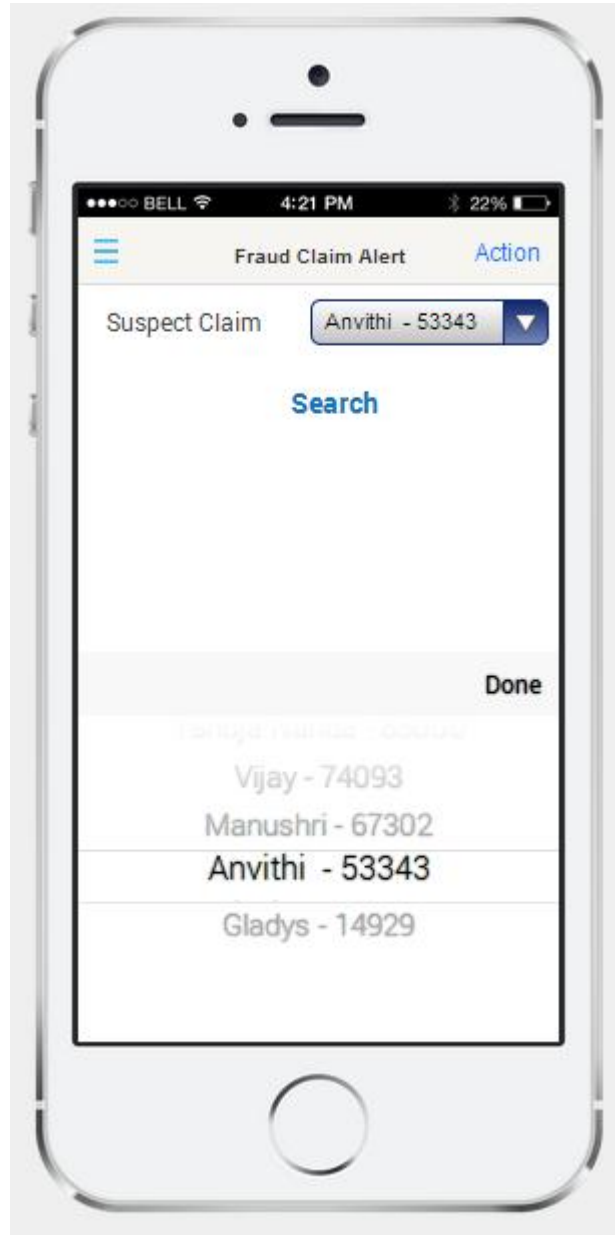 BELL 4:21 PM 22%
Fraud Claim Alert Action
Suspect Claim Anvithi - 53343
Search
Done
Vijay - 74093
Manushri - 67302
Anvithi - 53343
Gladys - 14929